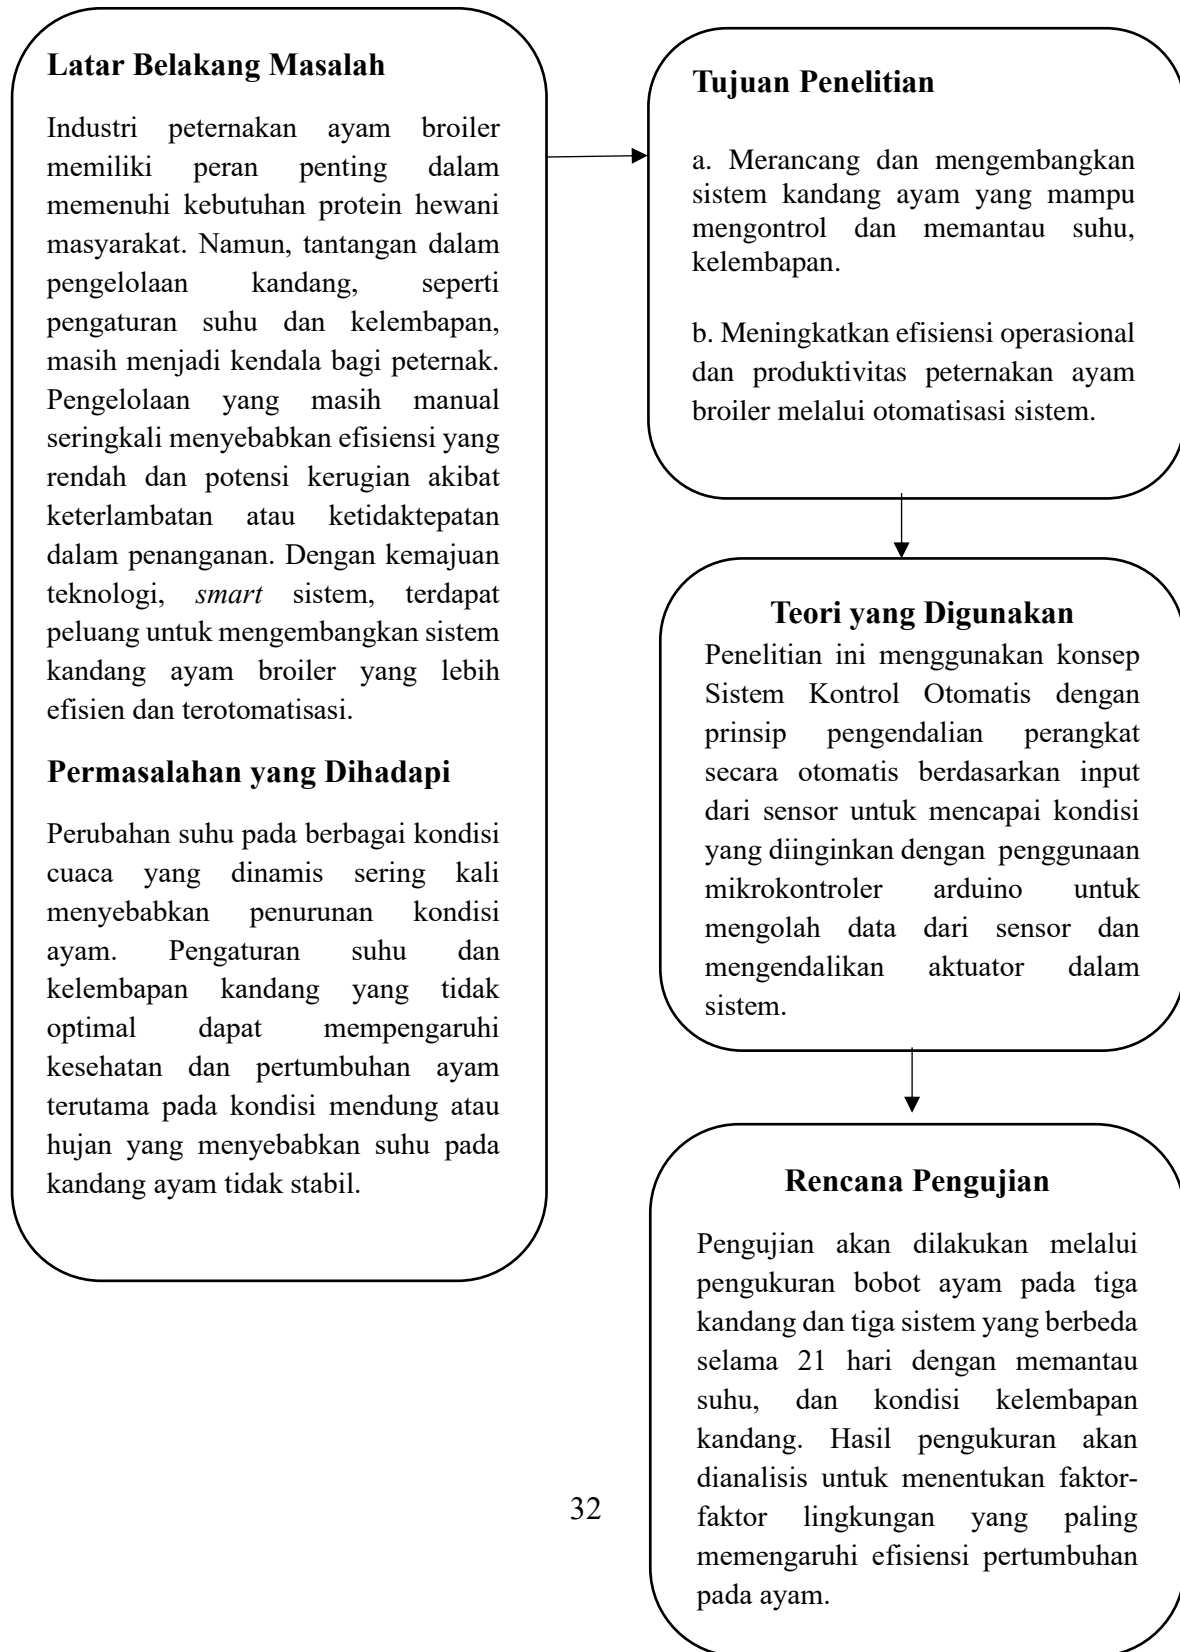 Latar Belakang Masalah
Industri peternakan ayam broiler
memiliki peran penting dalam
memenuhi kebutuhan protein hewani
masyarakat. Namun, tantangan dalam
pengelolaan kandang, seperti
pengaturan suhu dan kelembapan,
masih menjadi kendala bagi peternak.
Pengelolaan yang masih manual
seringkali menyebabkan efisiensi yang
rendah dan potensi kerugian akibat
keterlambatan atau ketidaktepatan
dalam penanganan. Dengan kemajuan
teknologi, smart sistem, terdapat
peluang untuk mengembangkan sistem
kandang ayam broiler yang lebih
efisien dan terotomatisasi.
Permasalahan yang Dihadapi
Perubahan suhu pada berbagai kondisi
cuaca yang dinamis sering kali
menyebabkan penurunan kondisi
ayam. Pengaturan suhu dan
kelembapan kandang yang tidak
optimal dapat mempengaruhi
kesehatan dan pertumbuhan ayam
terutama pada kondisi mendung atau
hujan yang menyebabkan suhu pada
kandang ayam tidak stabil.
Tujuan Penelitian
a. Merancang dan mengembangkan
sistem kandang ayam yang mampu
mengontrol dan memantau suhu,
kelembapan.
b. Meningkatkan efisiensi operasional
dan produktivitas peternakan ayam
broiler melalui otomatisasi sistem.
Teori yang Digunakan
Penelitian ini menggunakan konsep
Sistem Kontrol Otomatis dengan
prinsip pengendalian perangkat
secara otomatis berdasarkan input
dari sensor untuk mencapai kondisi
yang diinginkan dengan penggunaan
mikrokontroler arduino untuk
mengolah data dari sensor dan
mengendalikan aktuator dalam
sistem.
Rencana Pengujian
Pengujian akan dilakukan melalui
pengukuran bobot ayam pada tiga
kandang dan tiga sistem yang berbeda
selama 21 hari dengan memantau
suhu, dan kondisi kelembapan
kandang. Hasil pengukuran akan
dianalisis untuk menentukan faktor-
faktor lingkungan yang paling
memengaruhi efisiensi pertumbuhan
pada ayam.
32